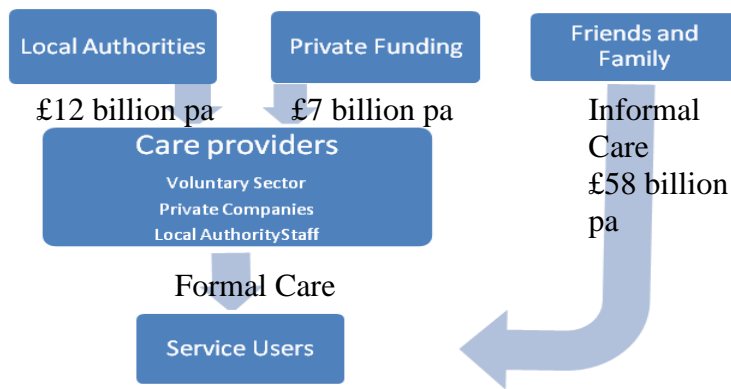 Local Authorities
Private Funding
Friends and
Family
£12 billion pa
£7 billion pa
Informal
Care
£58 billion
pa
Care providers
Voluntary Sector
Private Companies
Local AuthorityStaff
Formal Care
Service Users